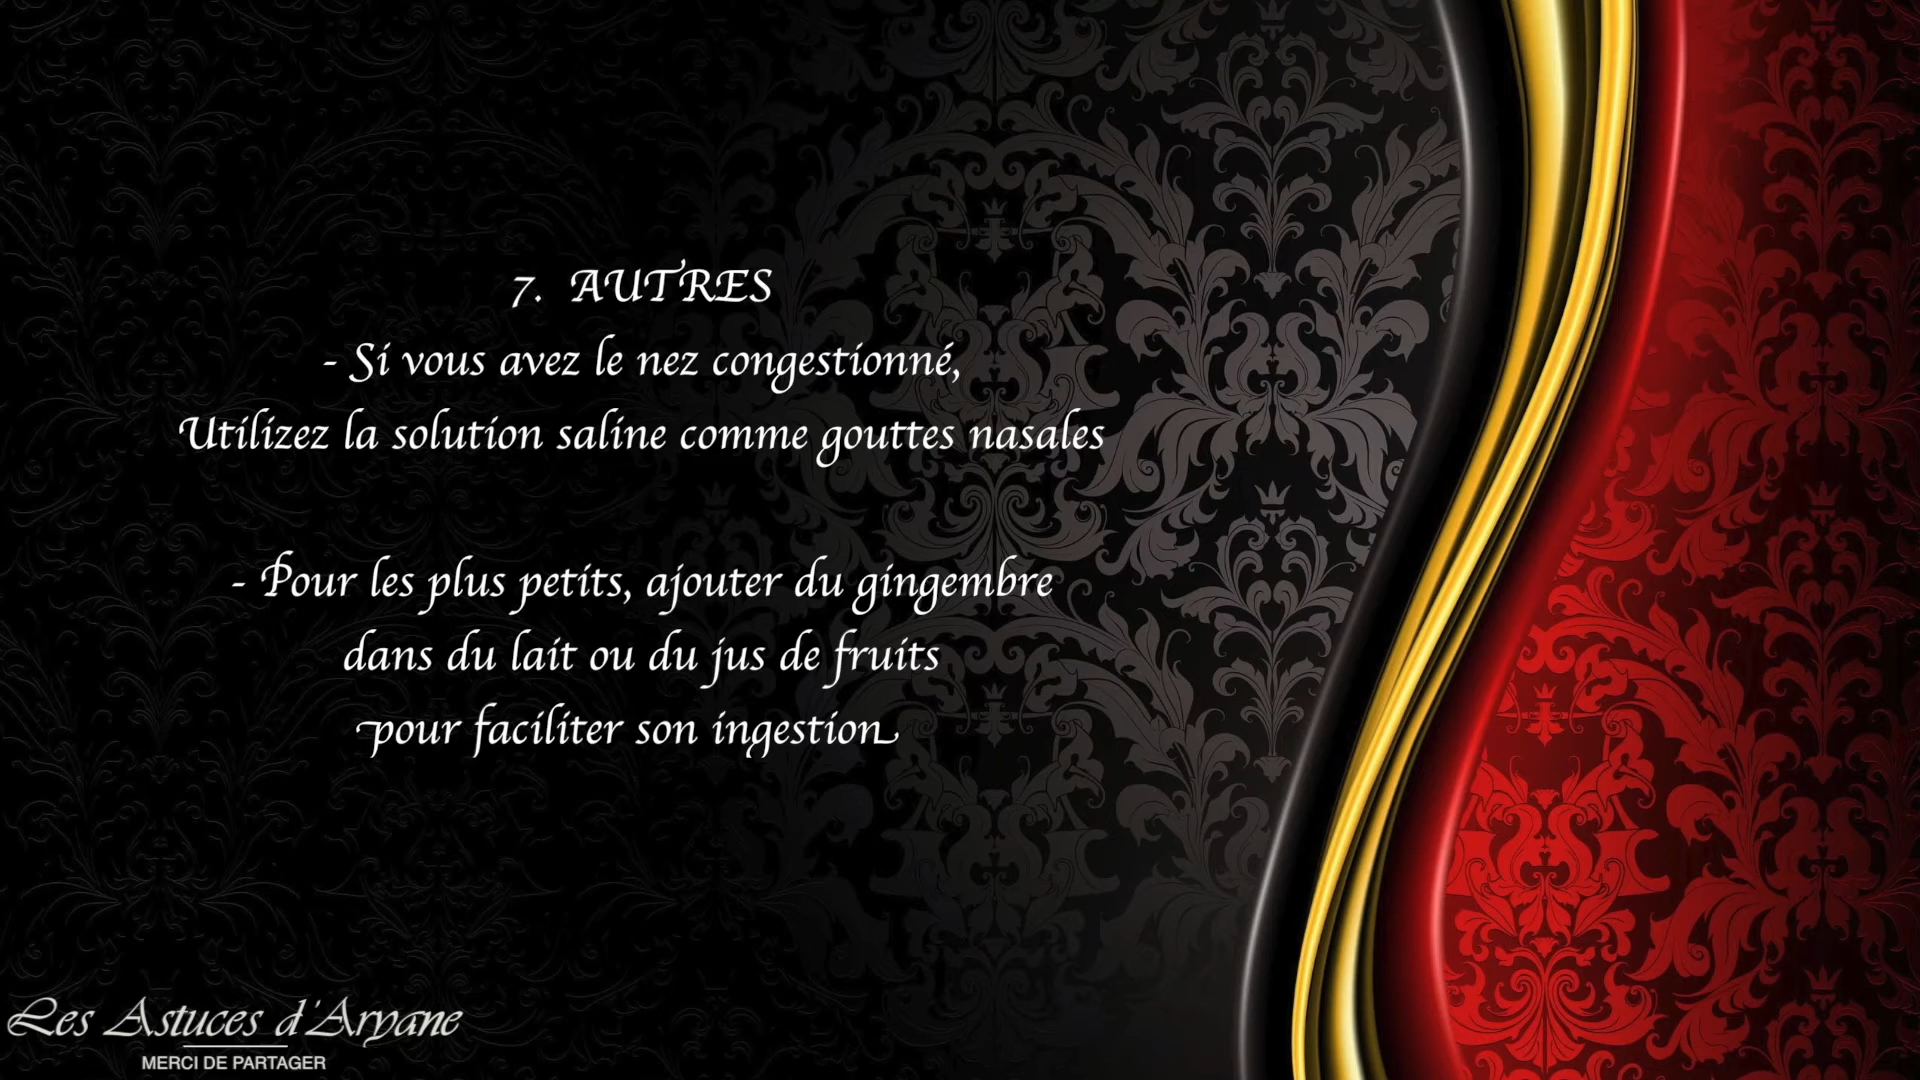 7. AUTRES
- Si vous avez le nez congestionné,
Utilizez la solution saline comme gouttes nasales
- Pour les plus petits, ajouter du gingembre
dans du lait ou du jus de fruits
pour faciliter son ingestion
Les Astuces d'Aryane
MERCI DE PARTAGER